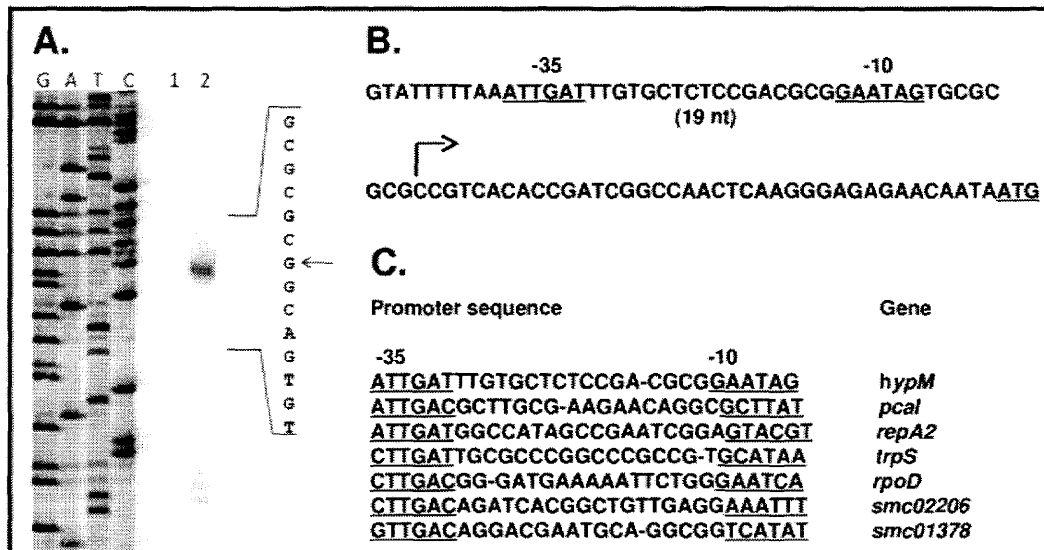 A.
G A T C 1 2
G
C
G
C
G
C
G
G
C
A
G
T
G
T
B.
-35 -10
GTATTTTTAAATTGATTTGTGCTCTCCGACGCGGAATAGTGCGC
(19 nt)
GCGCCGTCACACCGATCGGCCAACTCAAGGGAGAGAACAATAATG
C.
Promoter sequence Gene
-35 -10
ATTGATTTGTGCTCTCCGA-CGCGGAATAG hypM
ATTGACGCTTGCG-AAGAACAGGCGCTTAT pcaI
ATTGATGGCCATAGCCGAATCGGAGTACGT repA2
CTTGATTGCGCCCGGCCCGCCG-TGCATAA trpS
CTTGACGG-GATGAAAAATTCTGGGAATCA rpoD
CTTGACAGATCACGGCTGTTGAGGAAATTT smc02206
GTTGACAGGACGAATGCA-GGCGGTCATAT smc01378